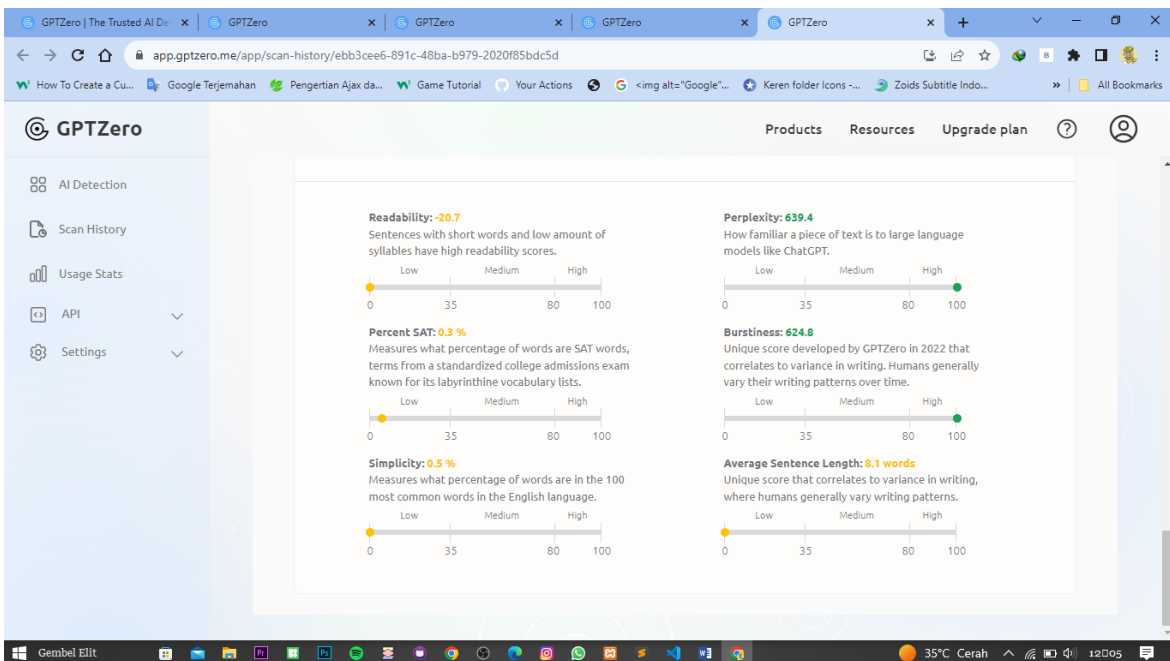 GPTZero | The Trusted AI De
GPTZero
GPTZero
GPTZero
GPTZero
app.gptzero.me/app/scan-history/ebb3cee6-891c-48ba-b979-2020f85bdc5d
How To Create a Cu...
Google Terjemahan
Pengertian Ajax da...
Game Tutorial
Your Actions
<img alt="Google"...
Keren folder Icons -...
Zoids Subtitle Indo...
»
All Bookmarks
GPTZero
Products
Resources
Upgrade plan
AI Detection
Scan History
Usage Stats
API
Settings
Readability: -20.7
Sentences with short words and low amount of
syllables have high readability scores.
Low Medium High
0 35 80 100
Perplexity: 639.4
How familiar a piece of text is to large language
models like ChatGPT.
Low Medium High
0 35 80 100
Percent SAT: 0.3 %
Measures what percentage of words are SAT words,
terms from a standardized college admissions exam
known for its labyrinthine vocabulary lists.
Low Medium High
0 35 80 100
Burstiness: 624.8
Unique score developed by GPTZero in 2022 that
correlates to variance in writing. Humans generally
vary their writing patterns over time.
Low Medium High
0 35 80 100
Simplicity: 0.5 %
Measures what percentage of words are in the 100
most common words in the English language.
Low Medium High
0 35 80 100
Average Sentence Length: 8.1 words
Unique score that correlates to variance in writing,
where humans generally vary writing patterns.
Low Medium High
0 35 80 100
Gembel Elit
35°C Cerah
12▯05